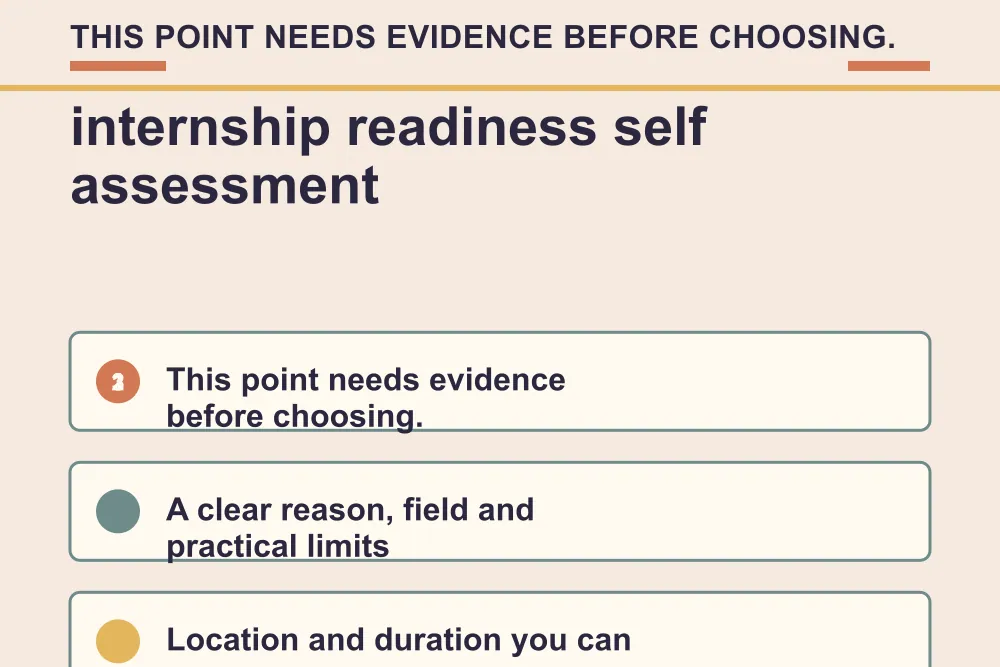 THIS POINT NEEDS EVIDENCE BEFORE CHOOSING.
internship readiness self
assessment
This point needs evidence
before choosing.
A clear reason, field and
practical limits
Location and duration you can